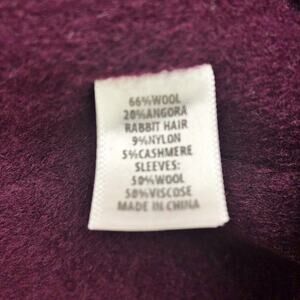 66%WOOL
20%ANGORA
RABBIT HAIR
9%NYLON
5%CASHMERE
SLEEVES:
50%WOOL
50%VISCOSE
MADE IN CHINA